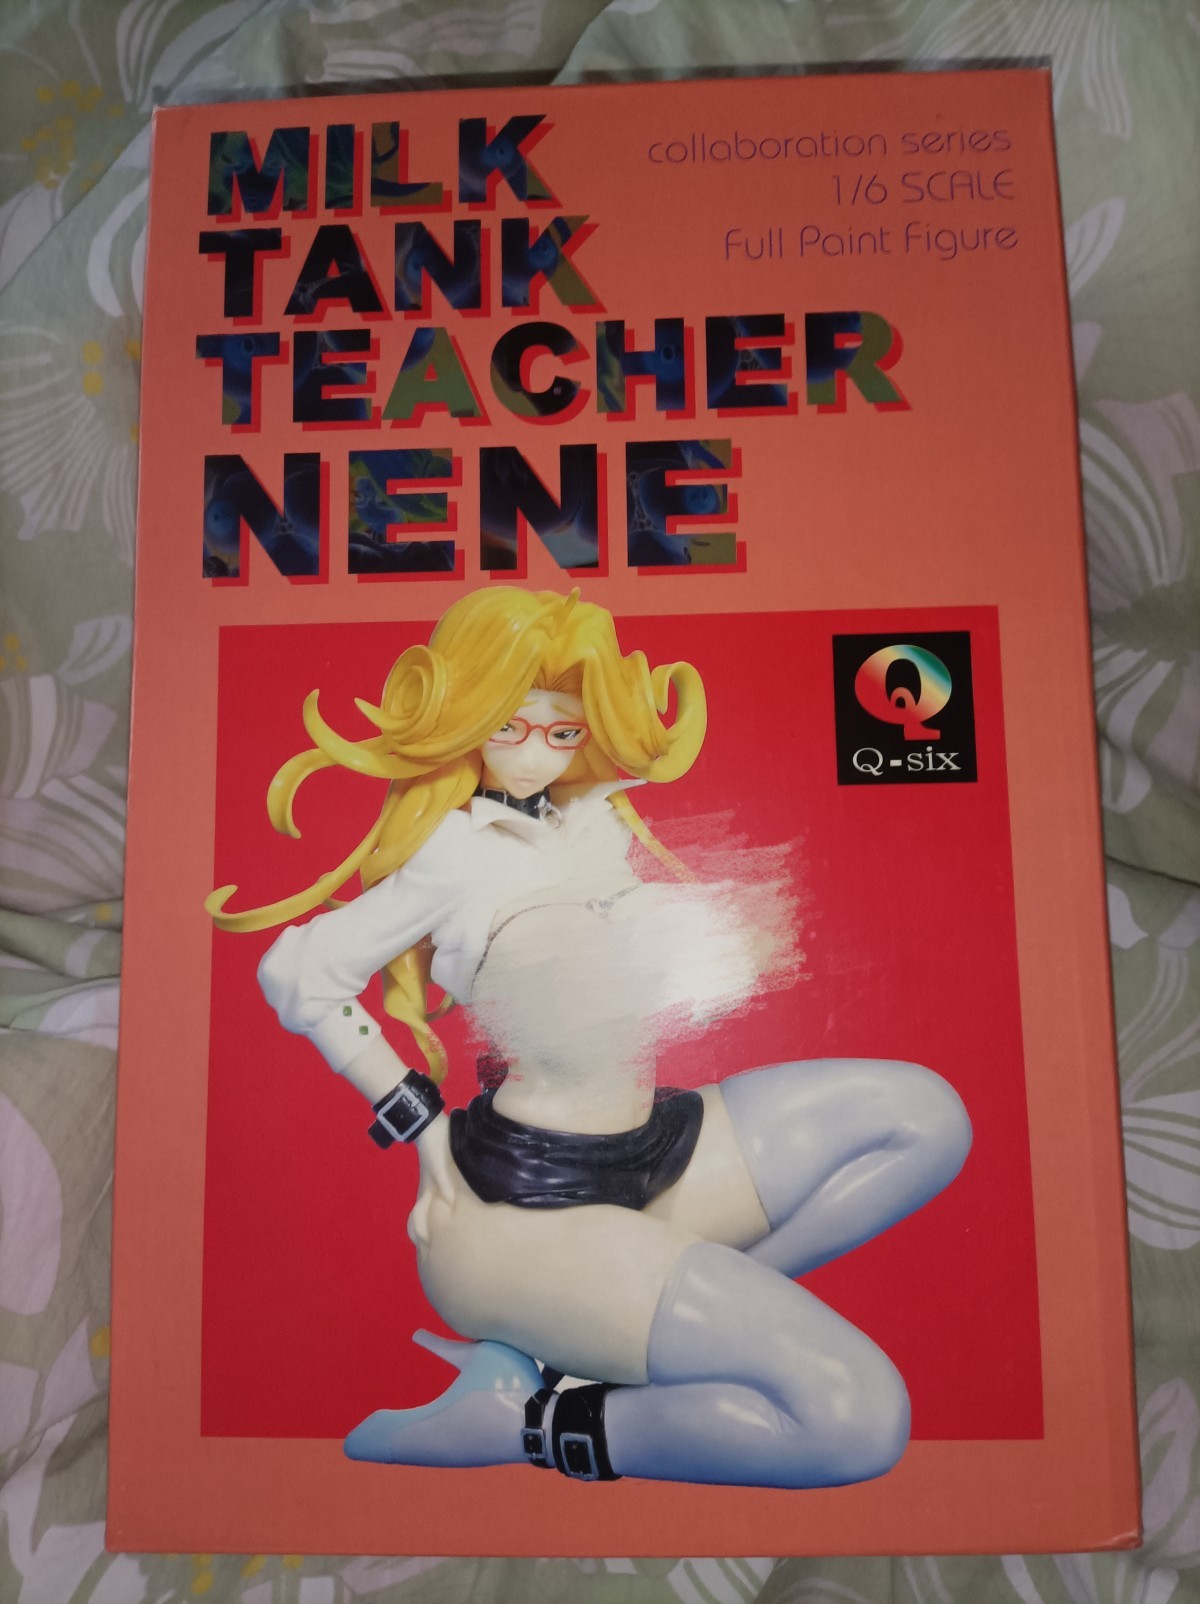 MILK
TANK
TEACHER
NENE
collaboration series
1/6 SCALE
Full Paint Figure
Q-six